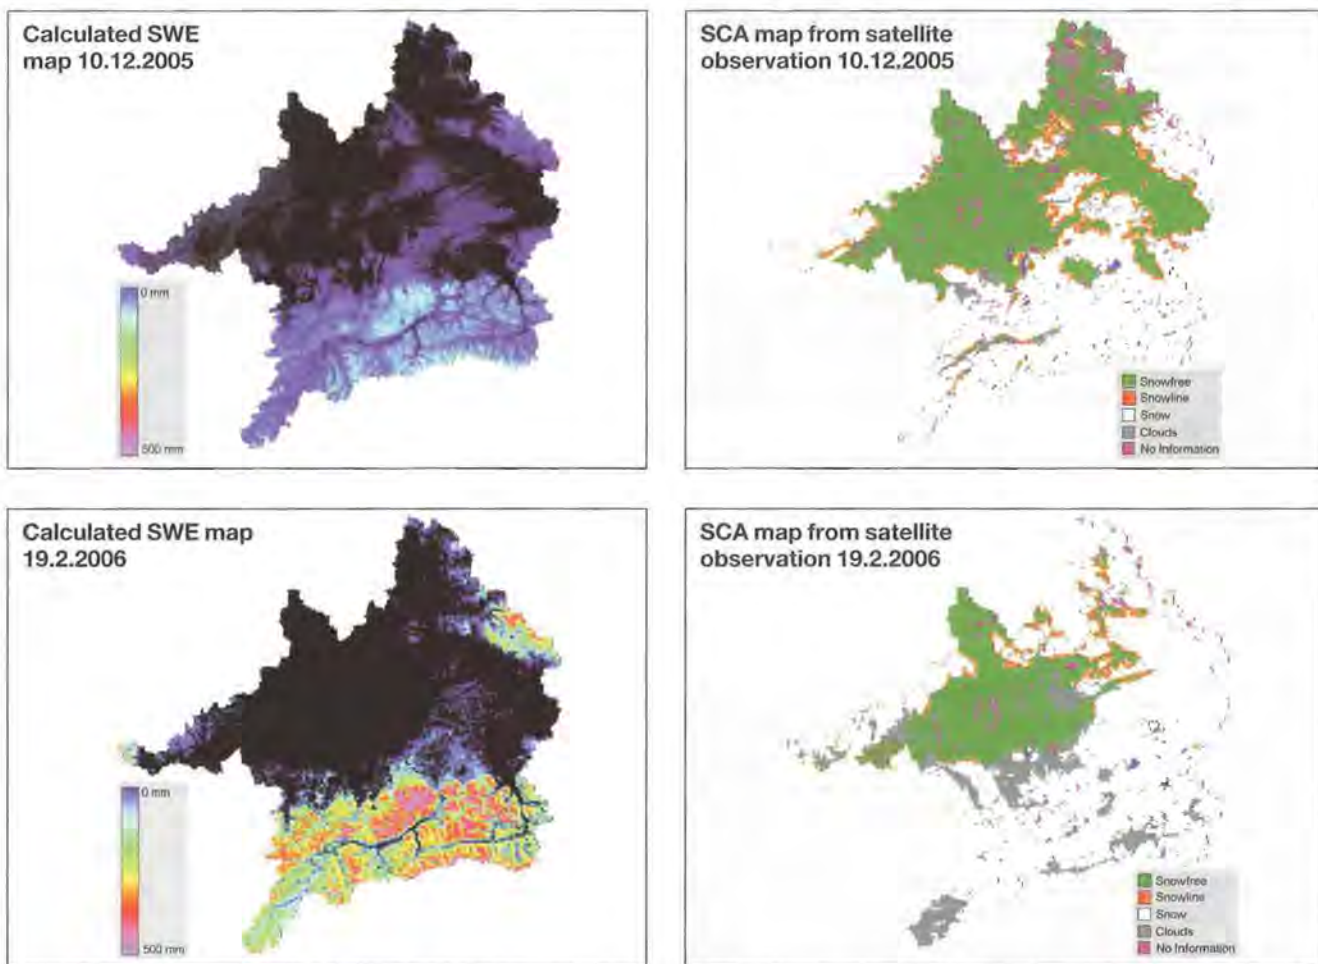 Calculated SWE
map 10.12.2005
0 mm
500 mm
SCA map from satellite
observation 10.12.2005
Snowfree
Snowline
Snow
Clouds
No Information
Calculated SWE map
19.2.2006
0 mm
500 mm
SCA map from satellite
observation 19.2.2006
Snowfree
Snowline
Snow
Clouds
No Information